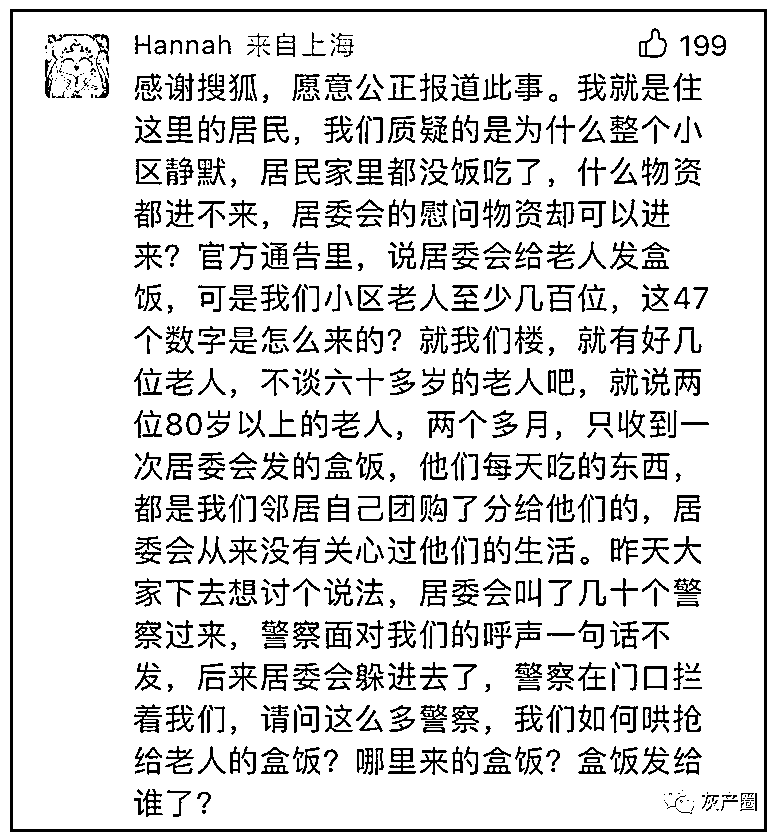 Hannah 来自上海 199
感谢搜狐，愿意公正报道此事。我就是住
这里的居民，我们质疑的是为什么整个小
区静默，居民家里都没饭吃了，什么物资
都进不来，居委会的慰问物资却可以进
来？官方通告里，说居委会给老人发盒
饭，可是我们小区老人至少几百位，这47
个数字是怎么来的？就我们楼，就有好几
位老人，不谈六十多岁的老人吧，就说两
位80岁以上的老人，两个多月，只收到一
次居委会发的盒饭，他们每天吃的东西，
都是我们邻居自己团购了分给他们的，居
委会从来没有关心过他们的生活。昨天大
家下去想讨个说法，居委会叫了几十个警
察过来，警察面对我们的呼声一句话不
发，后来居委会躲进去了，警察在门口拦
着我们，请问这么多警察，我们如何哄抢
给老人的盒饭？哪里来的盒饭？盒饭发给
谁了？
灰产圈